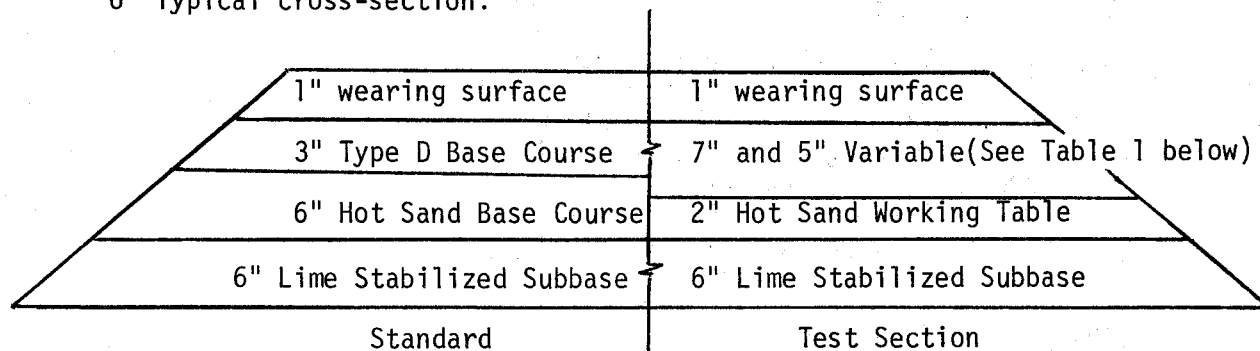 Typical cross-section.
1" wearing surface 1" wearing surface
3" Type D Base Course 7" and 5" Variable(See Table 1 below)
6" Hot Sand Base Course 2" Hot Sand Working Table
6" Lime Stabilized Subbase 6" Lime Stabilized Subbase
Standard Test Section